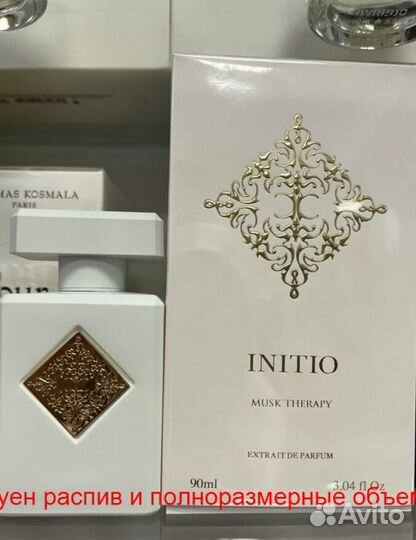 MAS KOSMALA
PARIS
our
INITIO
MUSK THERAPY
EXTRAIT DE PARFUM
90ml 3.04 fl Oz
уен распив и полноразмерные объем
Avito